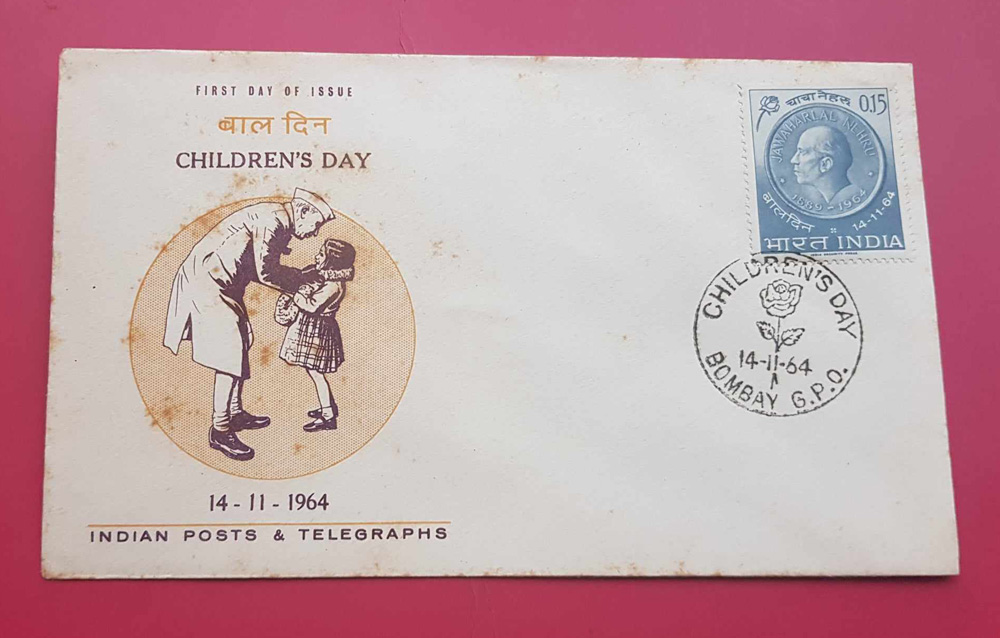 FIRST DAY OF ISSUE
बाल दिन
CHILDREN'S DAY
14 - 11 - 1964
INDIAN POSTS & TELEGRAPHS
चाचा नेहरू
0.15
JAWAHARLAL NEHRU
1889 - 1964
बाल दिन
14-11-64
भारत INDIA
CHILDREN'S DAY
14-11-64
BOMBAY G.P.O.